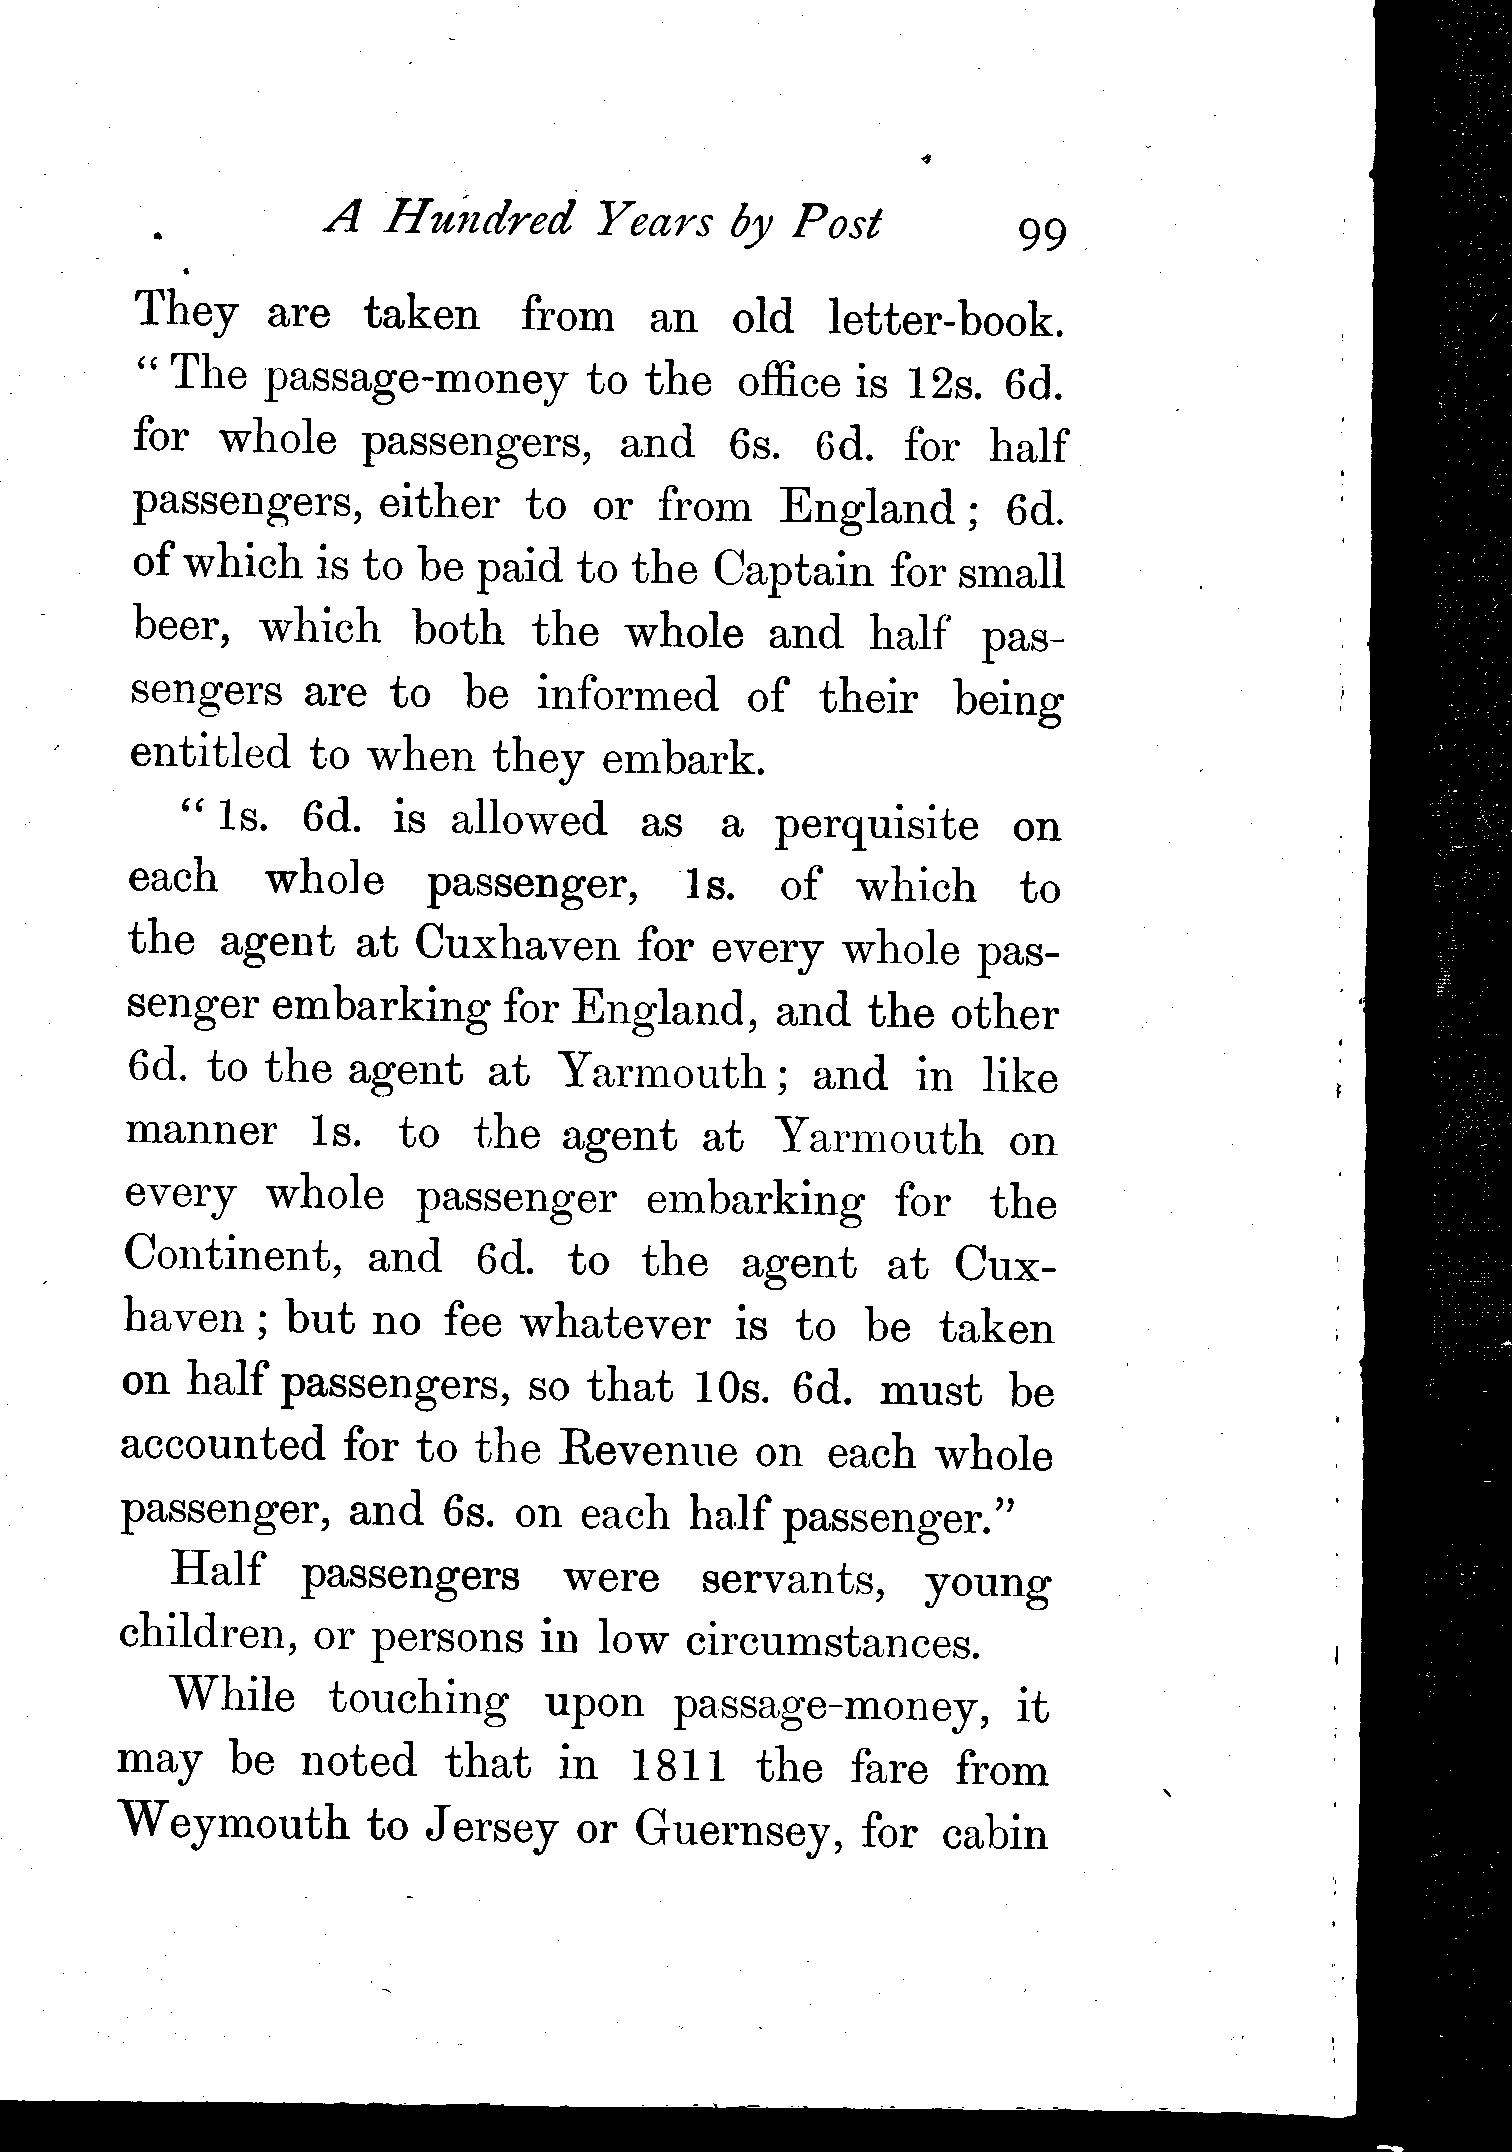 A Hundred Years by Post 99
They are taken from an old letter-book.
“ The passage-money to the office is 12s. 6d.
for whole passengers, and 6s. 6d. for half
passengers, either to or from England ; 6d.
of which is to be paid to the Captain for small
beer, which both the whole and half pas-
sengers are to be informed of their being
entitled to when they embark.
“ 1s. 6d. is allowed as a perquisite on
each whole passenger, 1s. of which to
the agent at Cuxhaven for every whole pas-
senger embarking for England, and the other
6d. to the agent at Yarmouth ; and in like
manner 1s. to the agent at Yarmouth on
every whole passenger embarking for the
Continent, and 6d. to the agent at Cux-
haven ; but no fee whatever is to be taken
on half passengers, so that 10s. 6d. must be
accounted for to the Revenue on each whole
passenger, and 6s. on each half passenger.”
Half passengers were servants, young
children, or persons in low circumstances.
While touching upon passage-money, it
may be noted that in 1811 the fare from
Weymouth to Jersey or Guernsey, for cabin